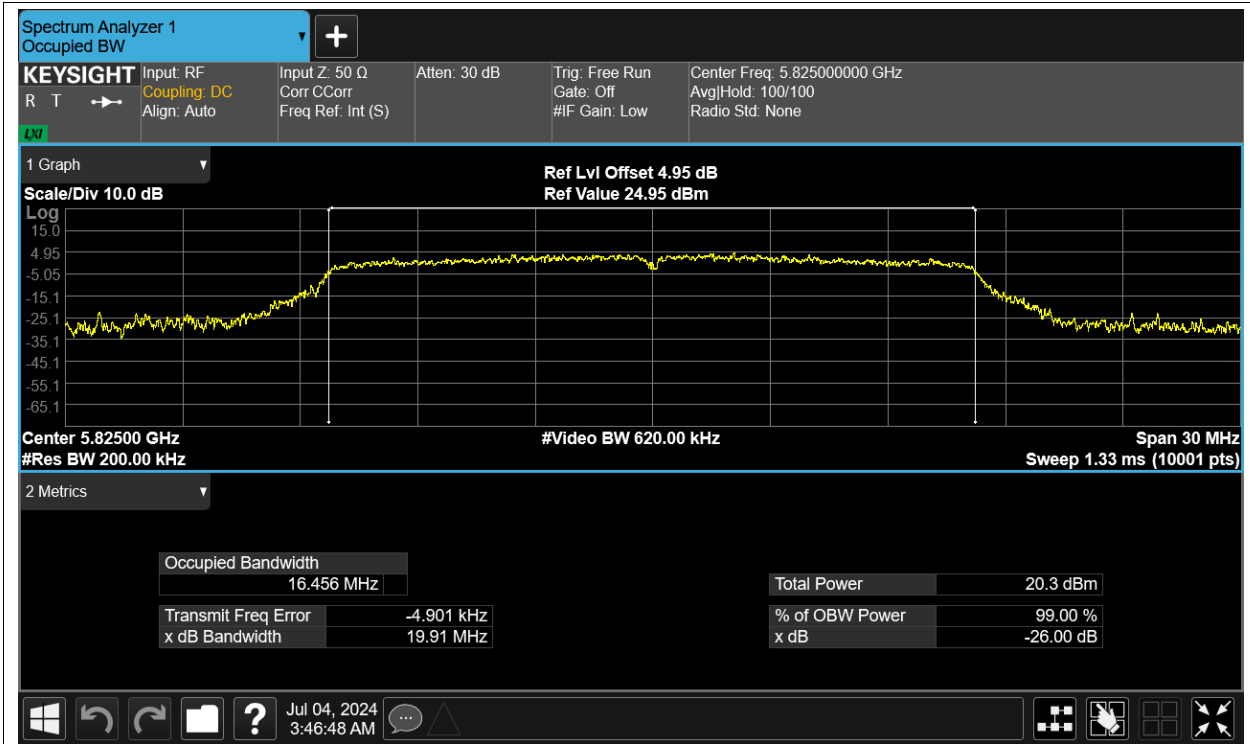 Spectrum Analyzer 1
Occupied BW
KEYSIGHT
R T
LXI
Input: RF
Coupling: DC
Align: Auto
Input Z: 50 Ω
Corr CCorr
Freq Ref: Int (S)
Atten: 30 dB
Trig: Free Run
Gate: Off
#IF Gain: Low
Center Freq: 5.825000000 GHz
Avg|Hold: 100/100
Radio Std: None
1 Graph
Scale/Div 10.0 dB
Ref Lvl Offset 4.95 dB
Ref Value 24.95 dBm
Log
15.0
4.95
-5.05
-15.1
-25.1
-35.1
-45.1
-55.1
-65.1
Center 5.82500 GHz
#Video BW 620.00 kHz
Span 30 MHz
#Res BW 200.00 kHz
Sweep 1.33 ms (10001 pts)
2 Metrics
Occupied Bandwidth
16.456 MHz
Total Power 20.3 dBm
Transmit Freq Error -4.901 kHz
% of OBW Power 99.00 %
x dB Bandwidth 19.91 MHz
x dB -26.00 dB
?
Jul 04, 2024
3:46:48 AM